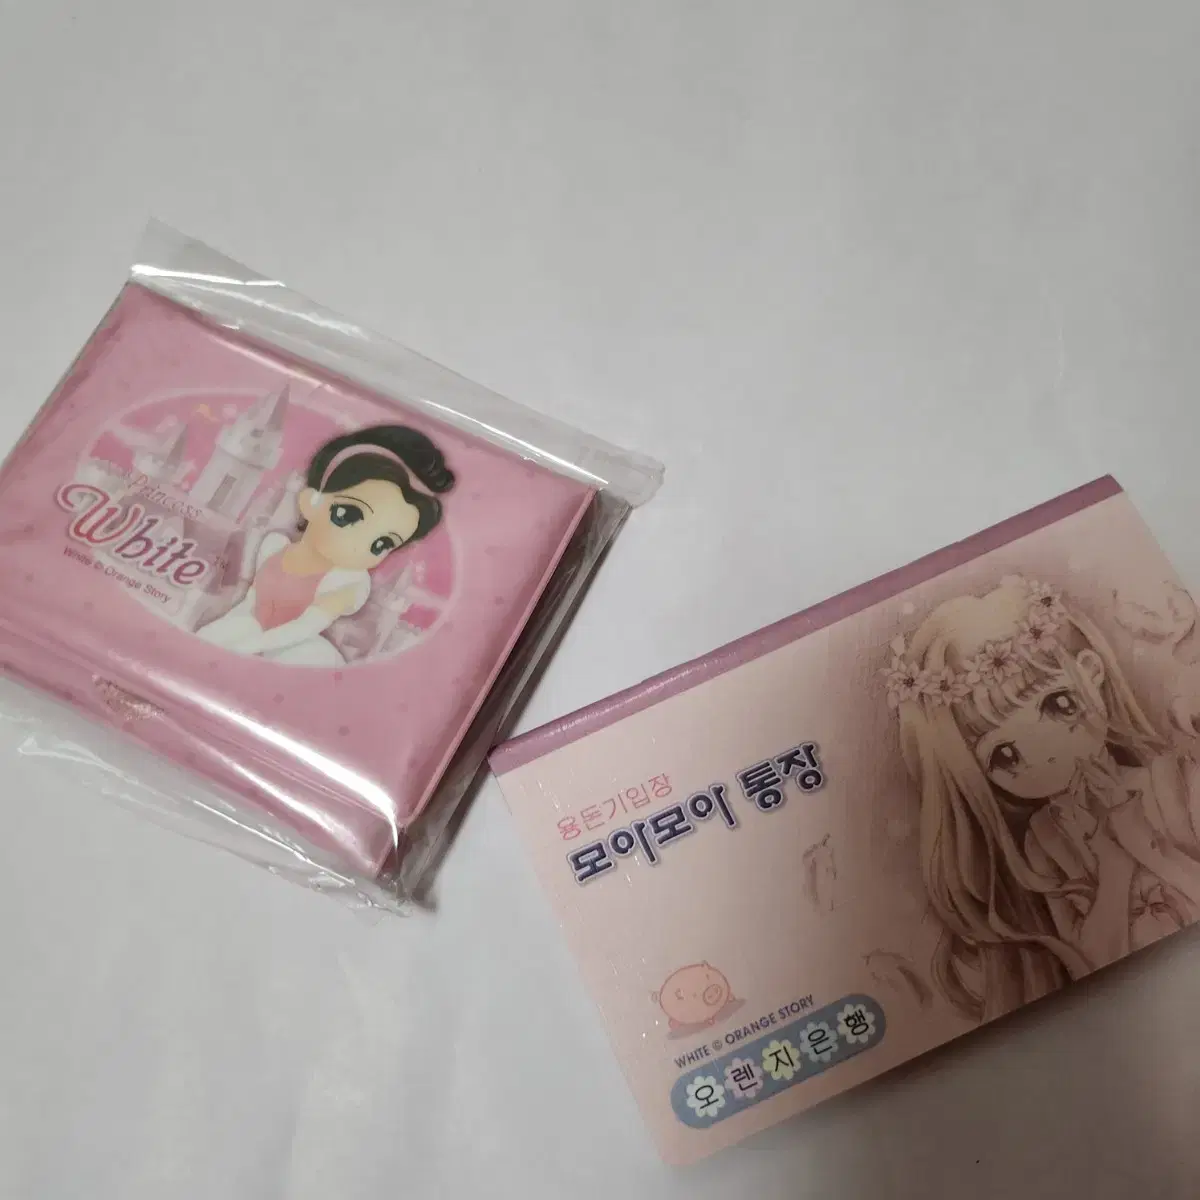 Princess
White™
White © Orange Story
용돈기입장
모아모아 통장
WHITE © ORANGE STORY
오렌지은행